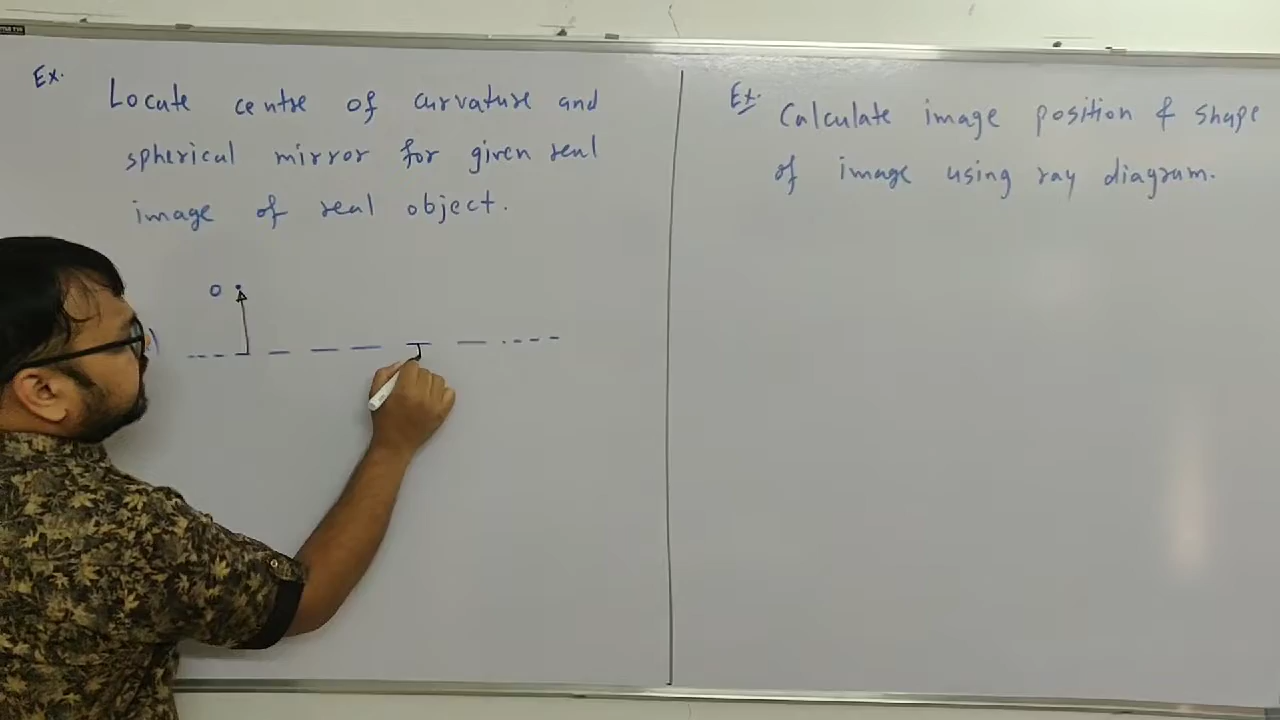 Ex.
Locate centre of curvature and
spherical mirror for given real
image of real object.
O
Ex.
Calculate image position & shape
of image using ray diagram.